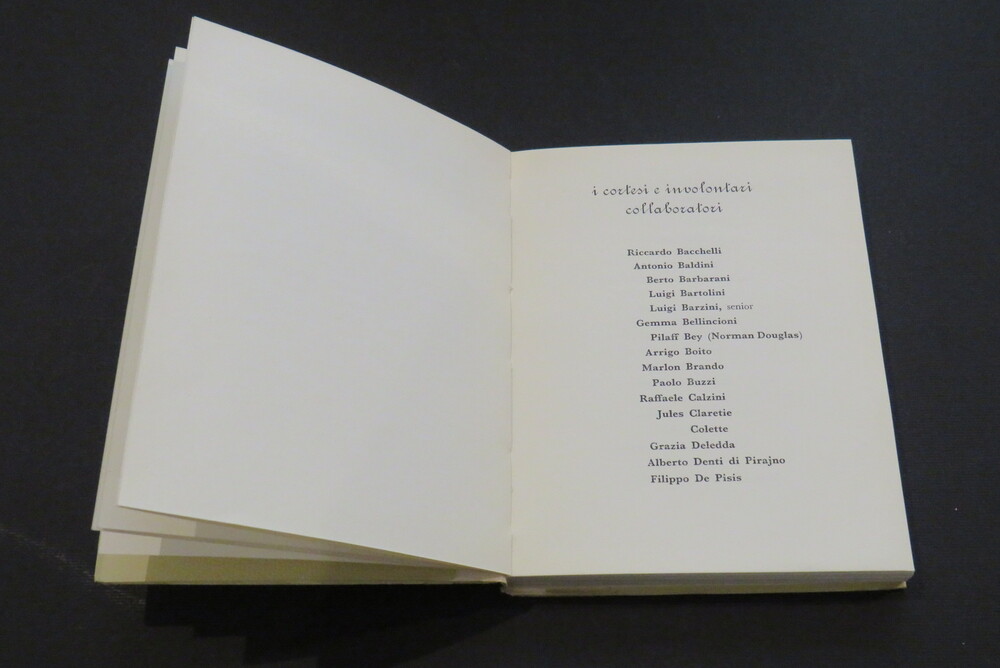 i cortesi e involontari
collaboratori
Riccardo Bacchelli
Antonio Baldini
Berto Barbarani
Luigi Bartolini
Luigi Barzini, senior
Gemma Bellincioni
Pilaff Bey (Norman Douglas)
Arrigo Boito
Marlon Brando
Paolo Buzzi
Raffaele Calzini
Jules Claretie
Colette
Grazia Deledda
Alberto Denti di Pirajno
Filippo De Pisis